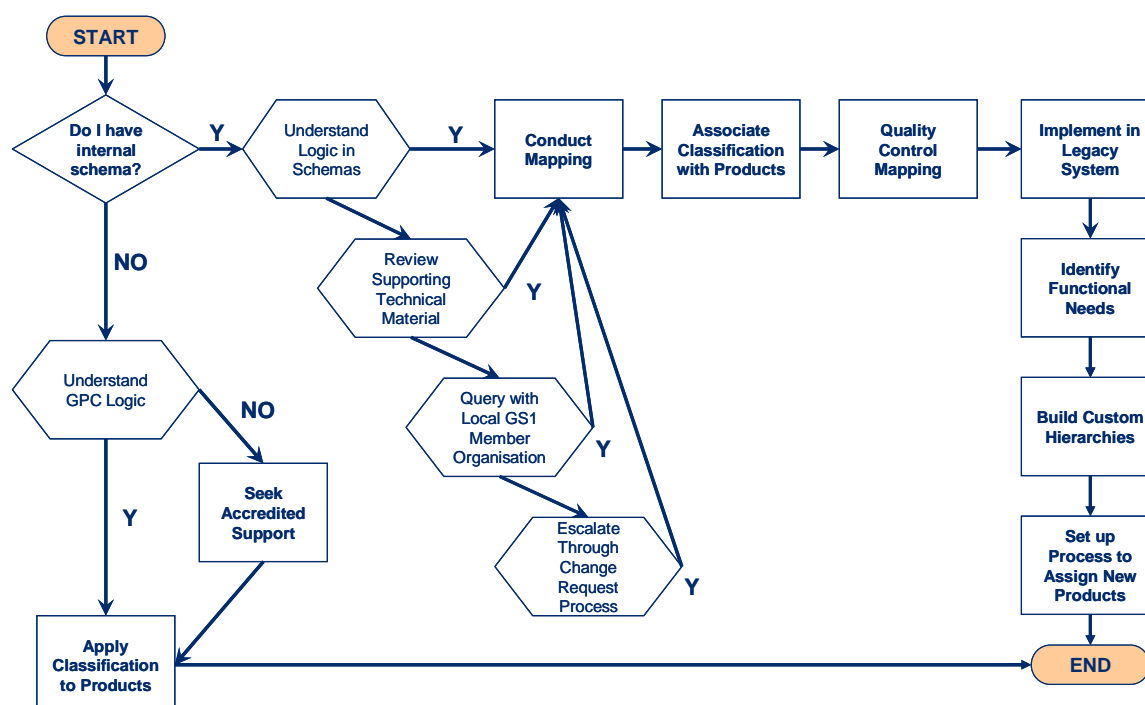 START
Do I have
internal
schema?
Y
Understand
Logic in
Schemas
Y
Conduct
Mapping
Associate
Classification
with Products
Quality
Control
Mapping
Implement in
Legacy
System
NO
Review
Supporting
Technical
Material
Y
Identify
Functional
Needs
Understand
GPC Logic
NO
Query with
Local GS1
Member
Organisation
Y
Build Custom
Hierarchies
Y
Seek
Accredited
Support
Escalate
Through
Change
Request
Process
Y
Set up
Process to
Assign New
Products
Apply
Classification
to Products
END